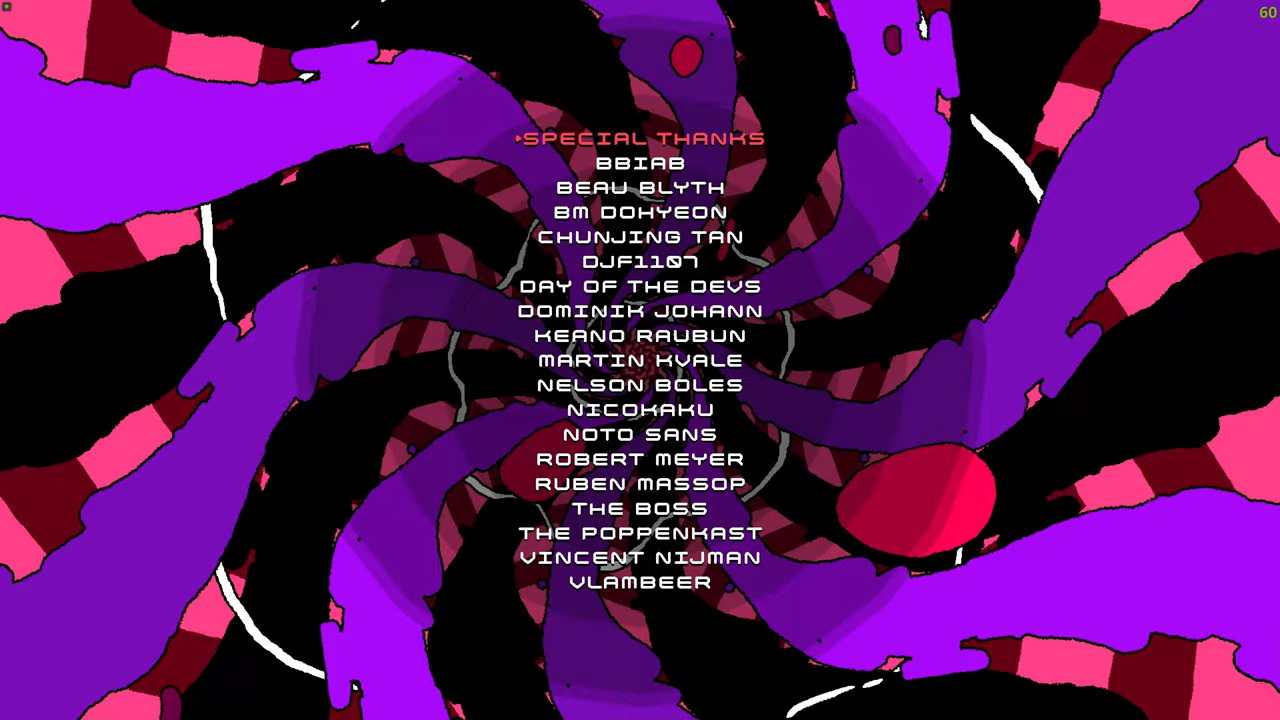 60
SPECIAL THANKS
BBIAB
BEAU BLYTH
BM DOHYEON
CHUNJING TAN
DJF1107
DAY OF THE DEVS
DOMINIK JOHANN
KEANO RAUBUN
MARTIN KVALE
NELSON BOLES
NICOKAKU
NOTO SANS
ROBERT MEYER
RUBEN MASSOP
THE BOSS
THE POPPENKAST
VINCENT NIJMAN
VLAMBEER